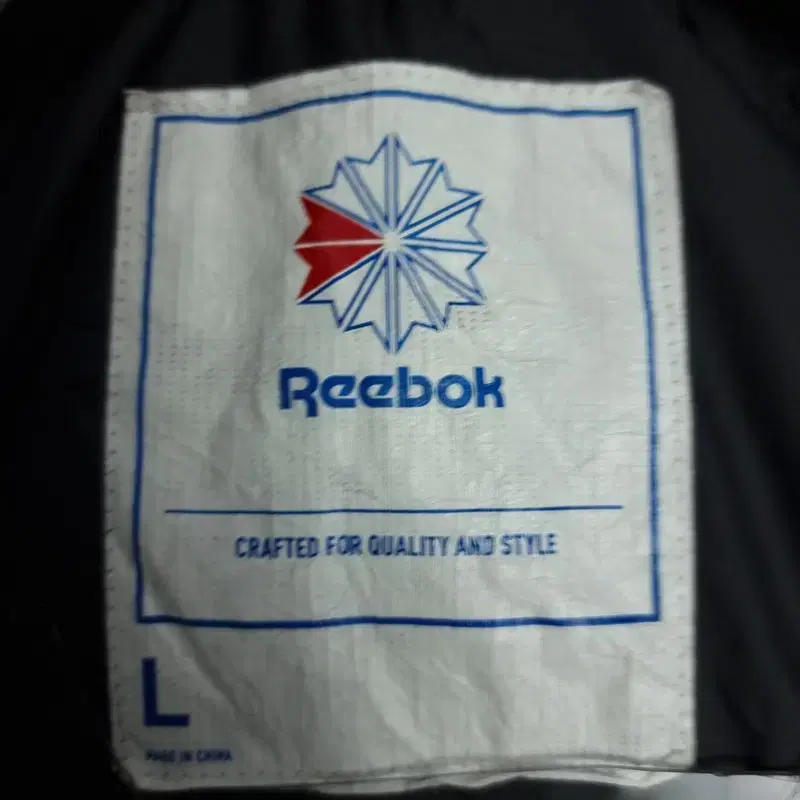 Reebok
CRAFTED FOR QUALITY AND STYLE
L
MADE IN CHINA